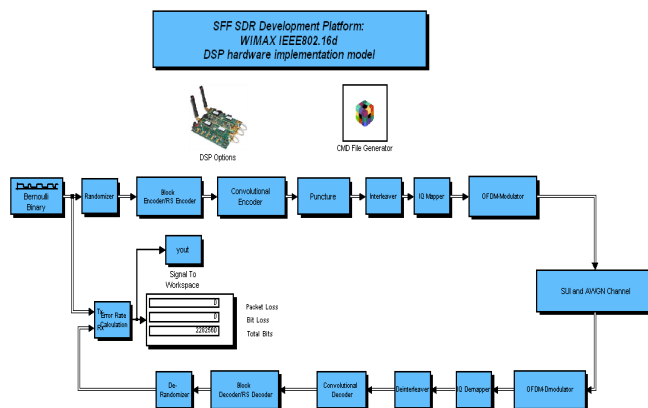 SFF SDR Development Platform:
WIMAX IEEE802.16d
DSP hardware implementation model
DSP Options
CMD File Generator
Bernoulli
Binary
Randomizer
Block
Encoder/RS Encoder
Convolutional
Encoder
Puncture
Interleaver
IQ Mapper
OFDM-Modulator
yout
Signal To
Workspace
SUI and AWGN Channel
Tx
Error Rate
Calculation
Rx
0
Packet Loss
0
Bit Loss
2282560
Total Bits
De-
Randomizer
Block
Decoder/RS Decoder
Convolutional
Decoder
Deinterleaver
IQ Demapper
OFDM-Dmodulator